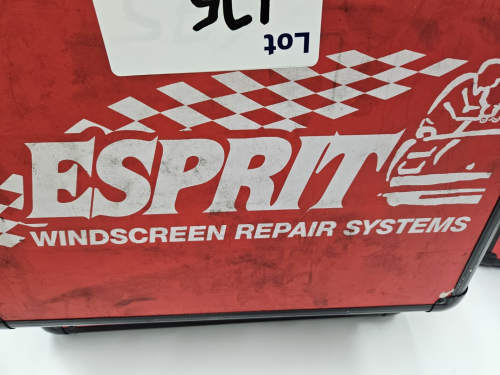 Lot
ESPRIT
WINDSCREEN REPAIR SYSTEMS